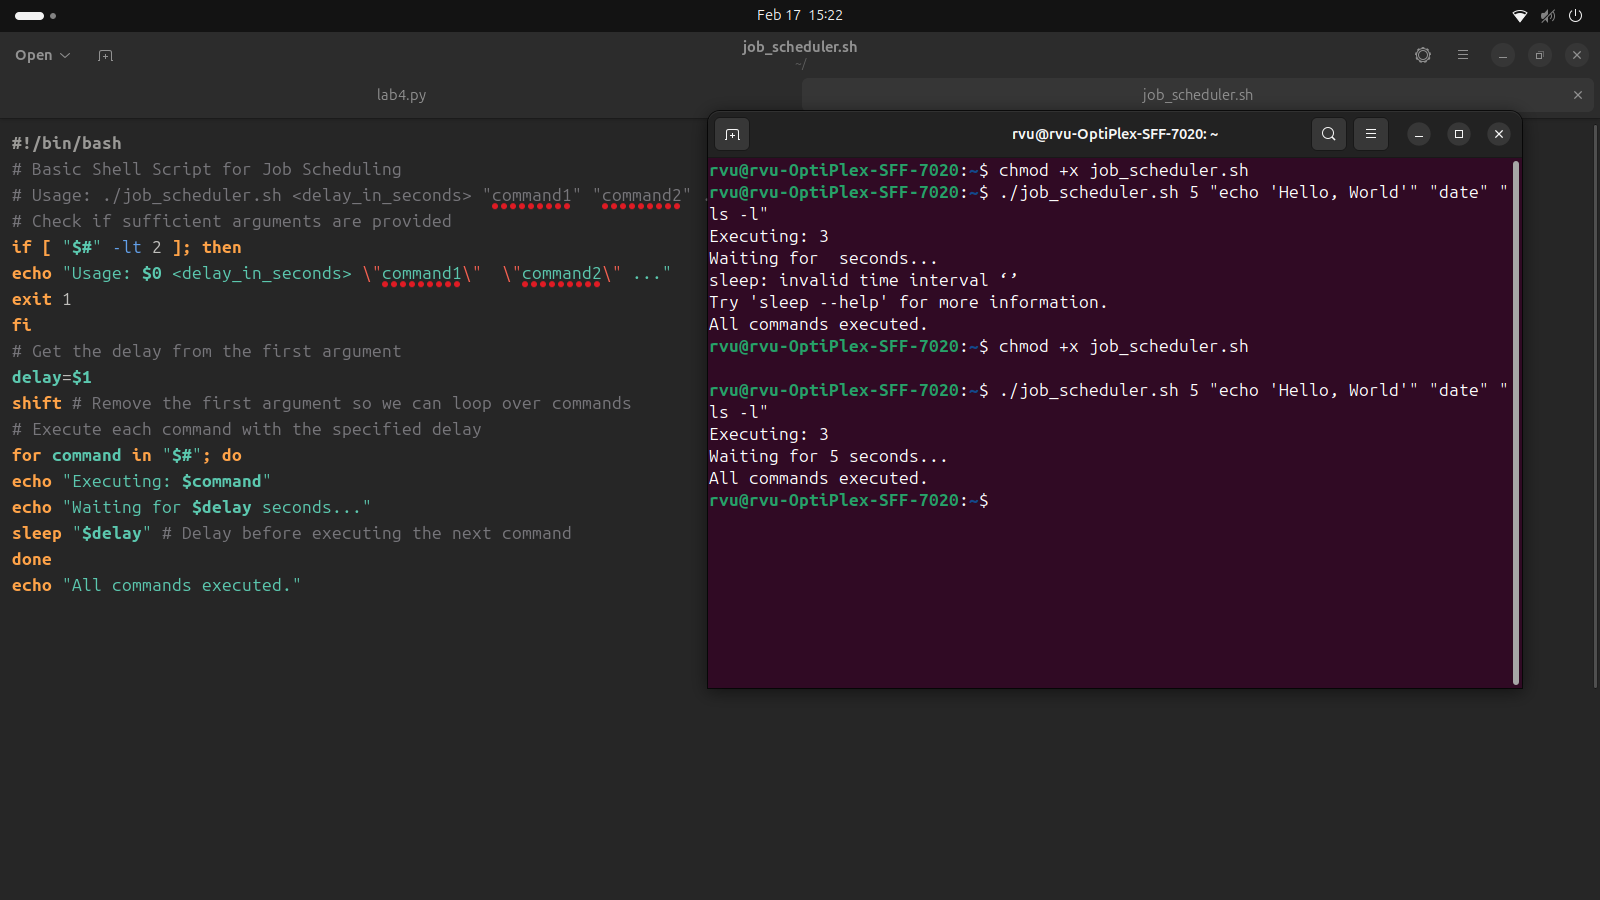 Feb 17 15:22
Open
job_scheduler.sh
~/
lab4.py
job_scheduler.sh
#!/bin/bash
# Basic Shell Script for Job Scheduling
# Usage: ./job_scheduler.sh <delay_in_seconds> "command1" "command2"
# Check if sufficient arguments are provided
if [ "$#" -lt 2 ]; then
echo "Usage: $0 <delay_in_seconds> \"command1\"  \"command2\" ..."
exit 1
fi
# Get the delay from the first argument
delay=$1
shift # Remove the first argument so we can loop over commands
# Execute each command with the specified delay
for command in "$#"; do
echo "Executing: $command"
echo "Waiting for $delay seconds..."
sleep "$delay" # Delay before executing the next command
done
echo "All commands executed."
rvu@rvu-OptiPlex-SFF-7020: ~
rvu@rvu-OptiPlex-SFF-7020:~$ chmod +x job_scheduler.sh
rvu@rvu-OptiPlex-SFF-7020:~$ ./job_scheduler.sh 5 "echo 'Hello, World'" "date" "
ls -l"
Executing: 3
Waiting for  seconds...
sleep: invalid time interval ‘’
Try 'sleep --help' for more information.
All commands executed.
rvu@rvu-OptiPlex-SFF-7020:~$ chmod +x job_scheduler.sh
rvu@rvu-OptiPlex-SFF-7020:~$ ./job_scheduler.sh 5 "echo 'Hello, World'" "date" "
ls -l"
Executing: 3
Waiting for 5 seconds...
All commands executed.
rvu@rvu-OptiPlex-SFF-7020:~$